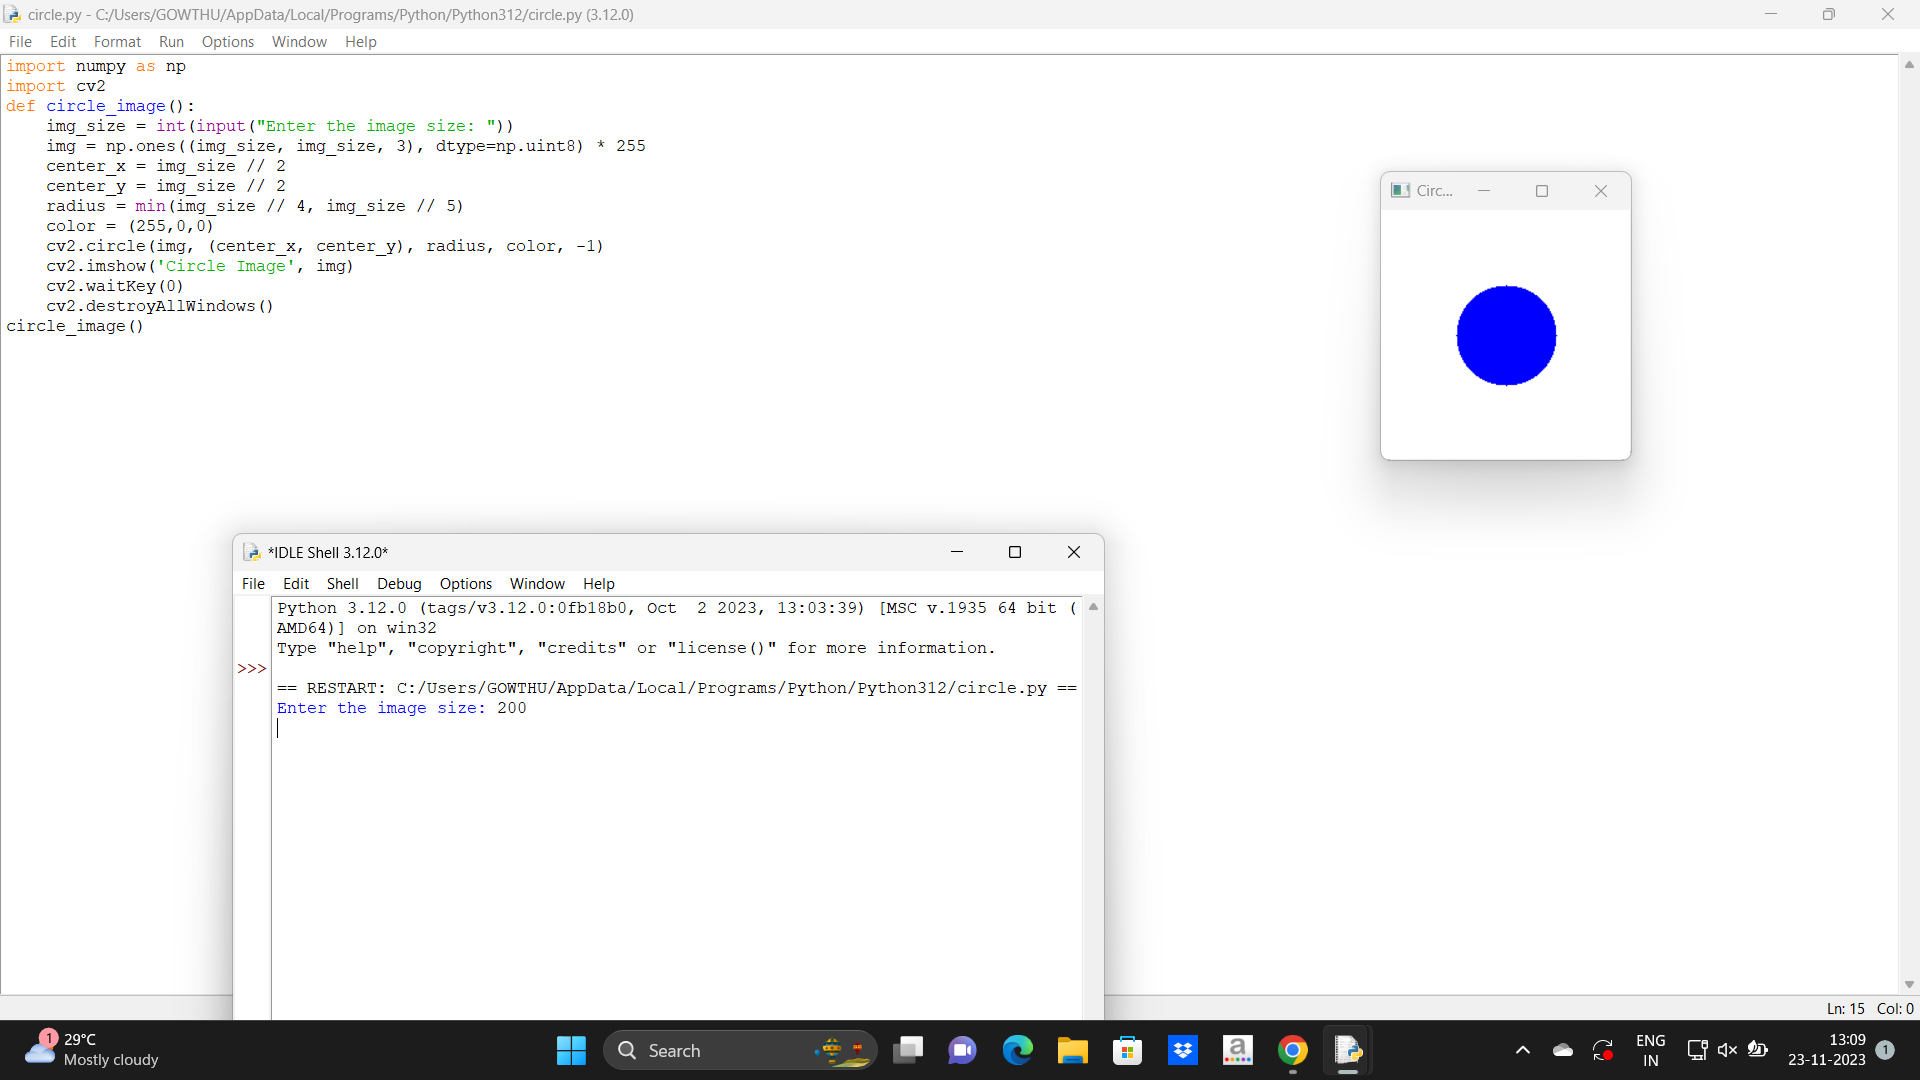 circle.py - C:/Users/GOWTHU/AppData/Local/Programs/Python/Python312/circle.py (3.12.0)
File Edit Format Run Options Window Help
import numpy as np
import cv2
def circle_image():
    img_size = int(input("Enter the image size: "))
    img = np.ones((img_size, img_size, 3), dtype=np.uint8) * 255
    center_x = img_size // 2
    center_y = img_size // 2
    radius = min(img_size // 4, img_size // 5)
    color = (255,0,0)
    cv2.circle(img, (center_x, center_y), radius, color, -1)
    cv2.imshow('Circle Image', img)
    cv2.waitKey(0)
    cv2.destroyAllWindows()
circle_image()
Circ...
*IDLE Shell 3.12.0*
File Edit Shell Debug Options Window Help
Python 3.12.0 (tags/v3.12.0:0fb18b0, Oct  2 2023, 13:03:39) [MSC v.1935 64 bit (
AMD64)] on win32
Type "help", "copyright", "credits" or "license()" for more information.
>>>
== RESTART: C:/Users/GOWTHU/AppData/Local/Programs/Python/Python312/circle.py ==
Enter the image size: 200
Ln: 15 Col: 0
1
29°C
Mostly cloudy
Search
a
ENG
IN
13:09
23-11-2023
1